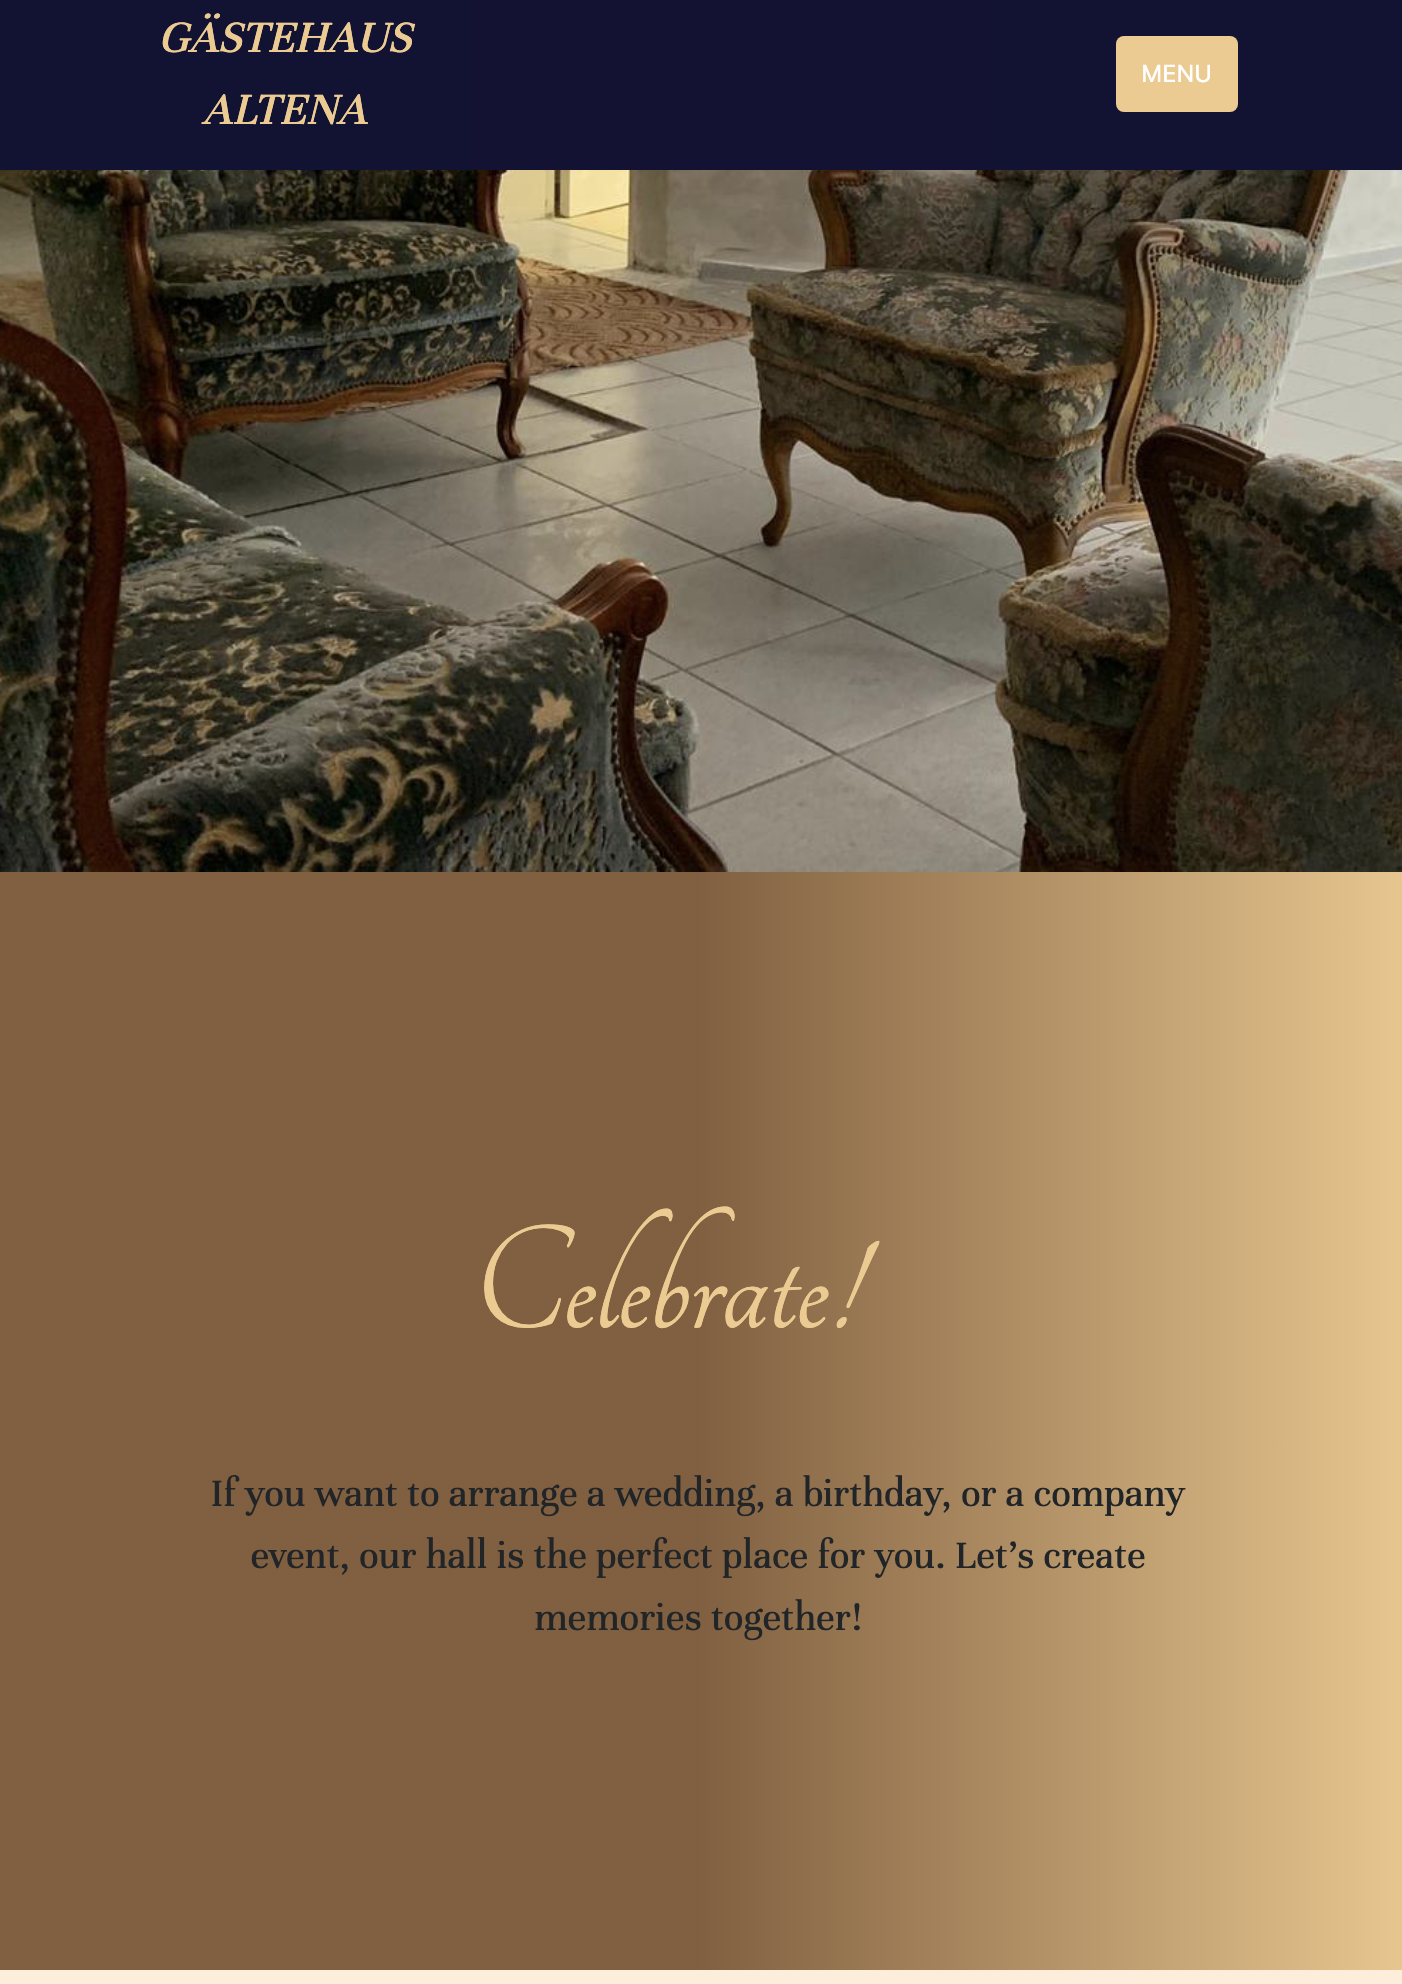 GÄSTEHAUS
ALTENA
MENU
Celebrate!
If you want to arrange a wedding, a birthday, or a company
event, our hall is the perfect place for you. Let’s create
memories together!